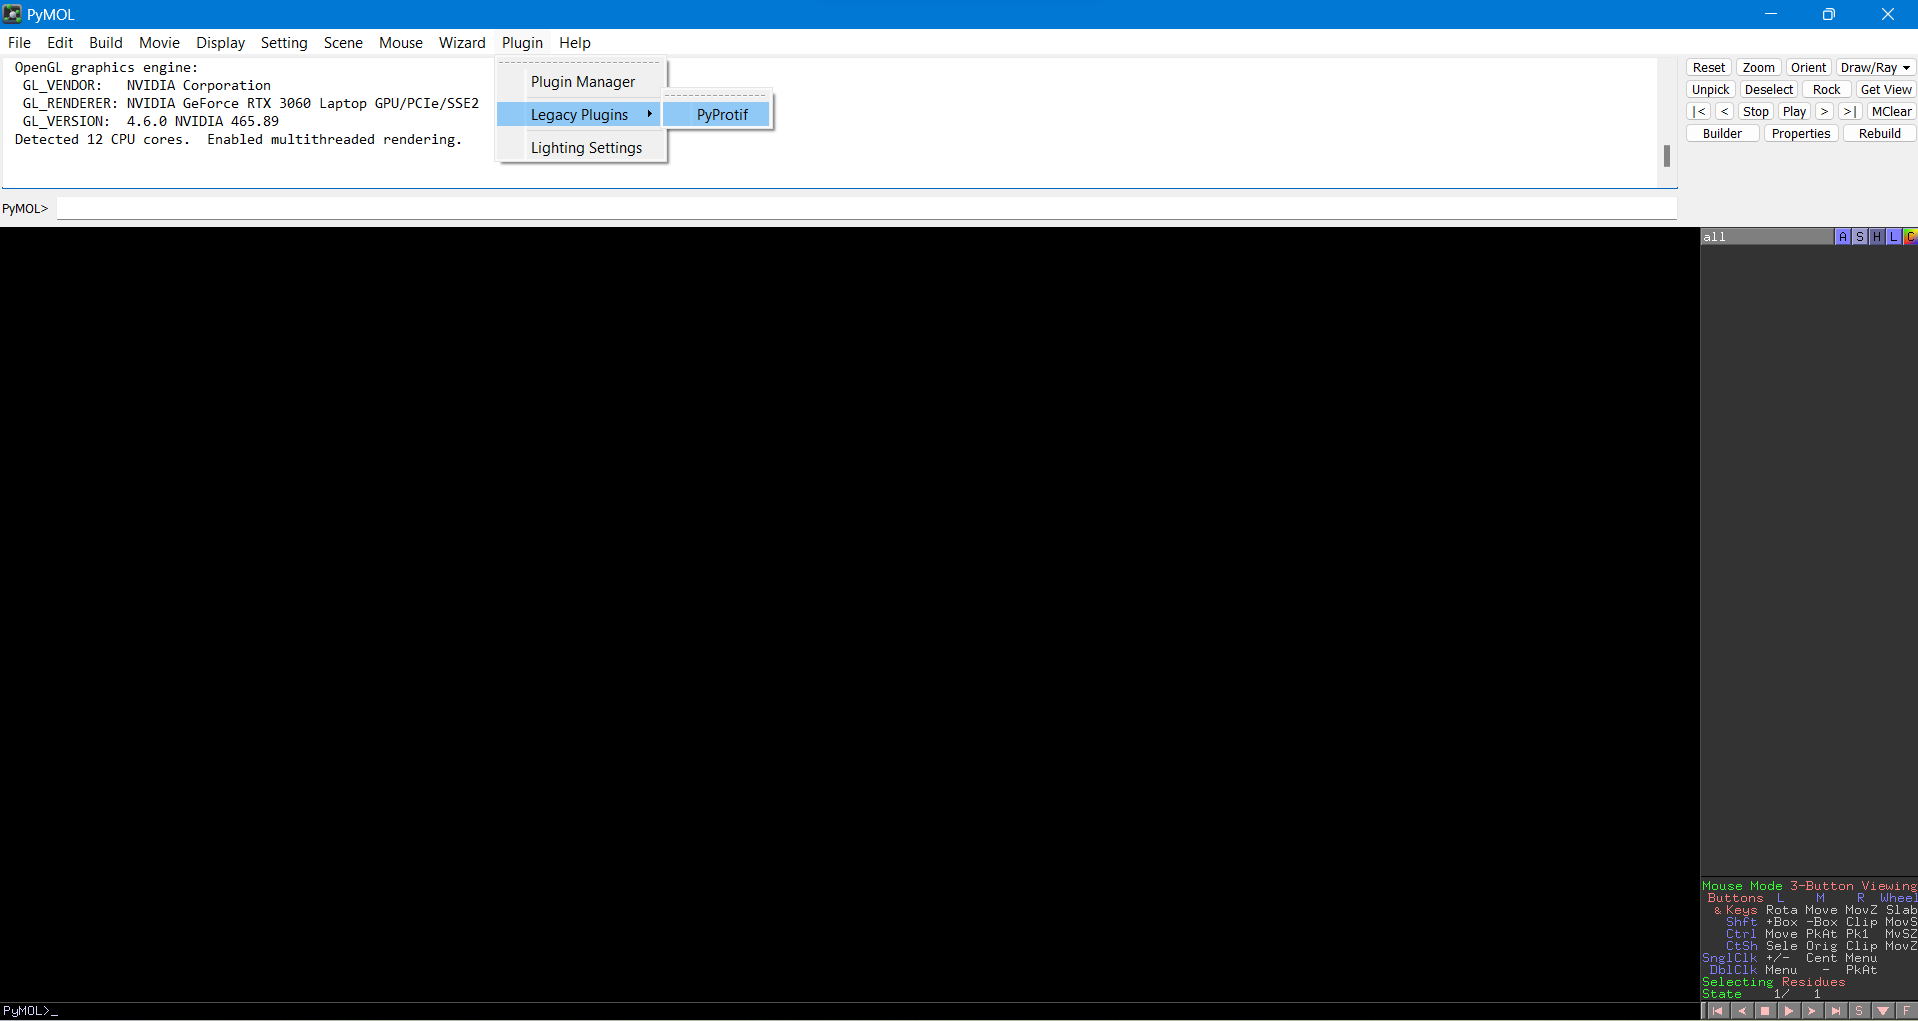 PyMOL
File Edit Build Movie Display Setting Scene Mouse Wizard Plugin Help
OpenGL graphics engine:
GL_VENDOR: NVIDIA Corporation
GL_RENDERER: NVIDIA GeForce RTX 3060 Laptop GPU/PCIe/SSE2
GL_VERSION: 4.6.0 NVIDIA 465.89
Detected 12 CPU cores. Enabled multithreaded rendering.
Plugin Manager
Legacy Plugins
PyProtif
Lighting Settings
Reset Zoom Orient Draw/Ray
Unpick Deselect Rock Get View
|< < Stop Play > >| MClear
Builder Properties Rebuild
PyMOL>
all A S H L C
Mouse Mode 3-Button Viewing
Buttons L M R Wheel
& Keys Rota Move MovZ Slab
Shft +Box -Box Clip MovS
Ctrl Move PkAt Pk1 MvSZ
CtSh Sele Orig Clip MovZ
SnglClk +/- Cent Menu
DblClk Menu - PkAt
Selecting Residues
State 1/ 1
PyMOL>_
S F